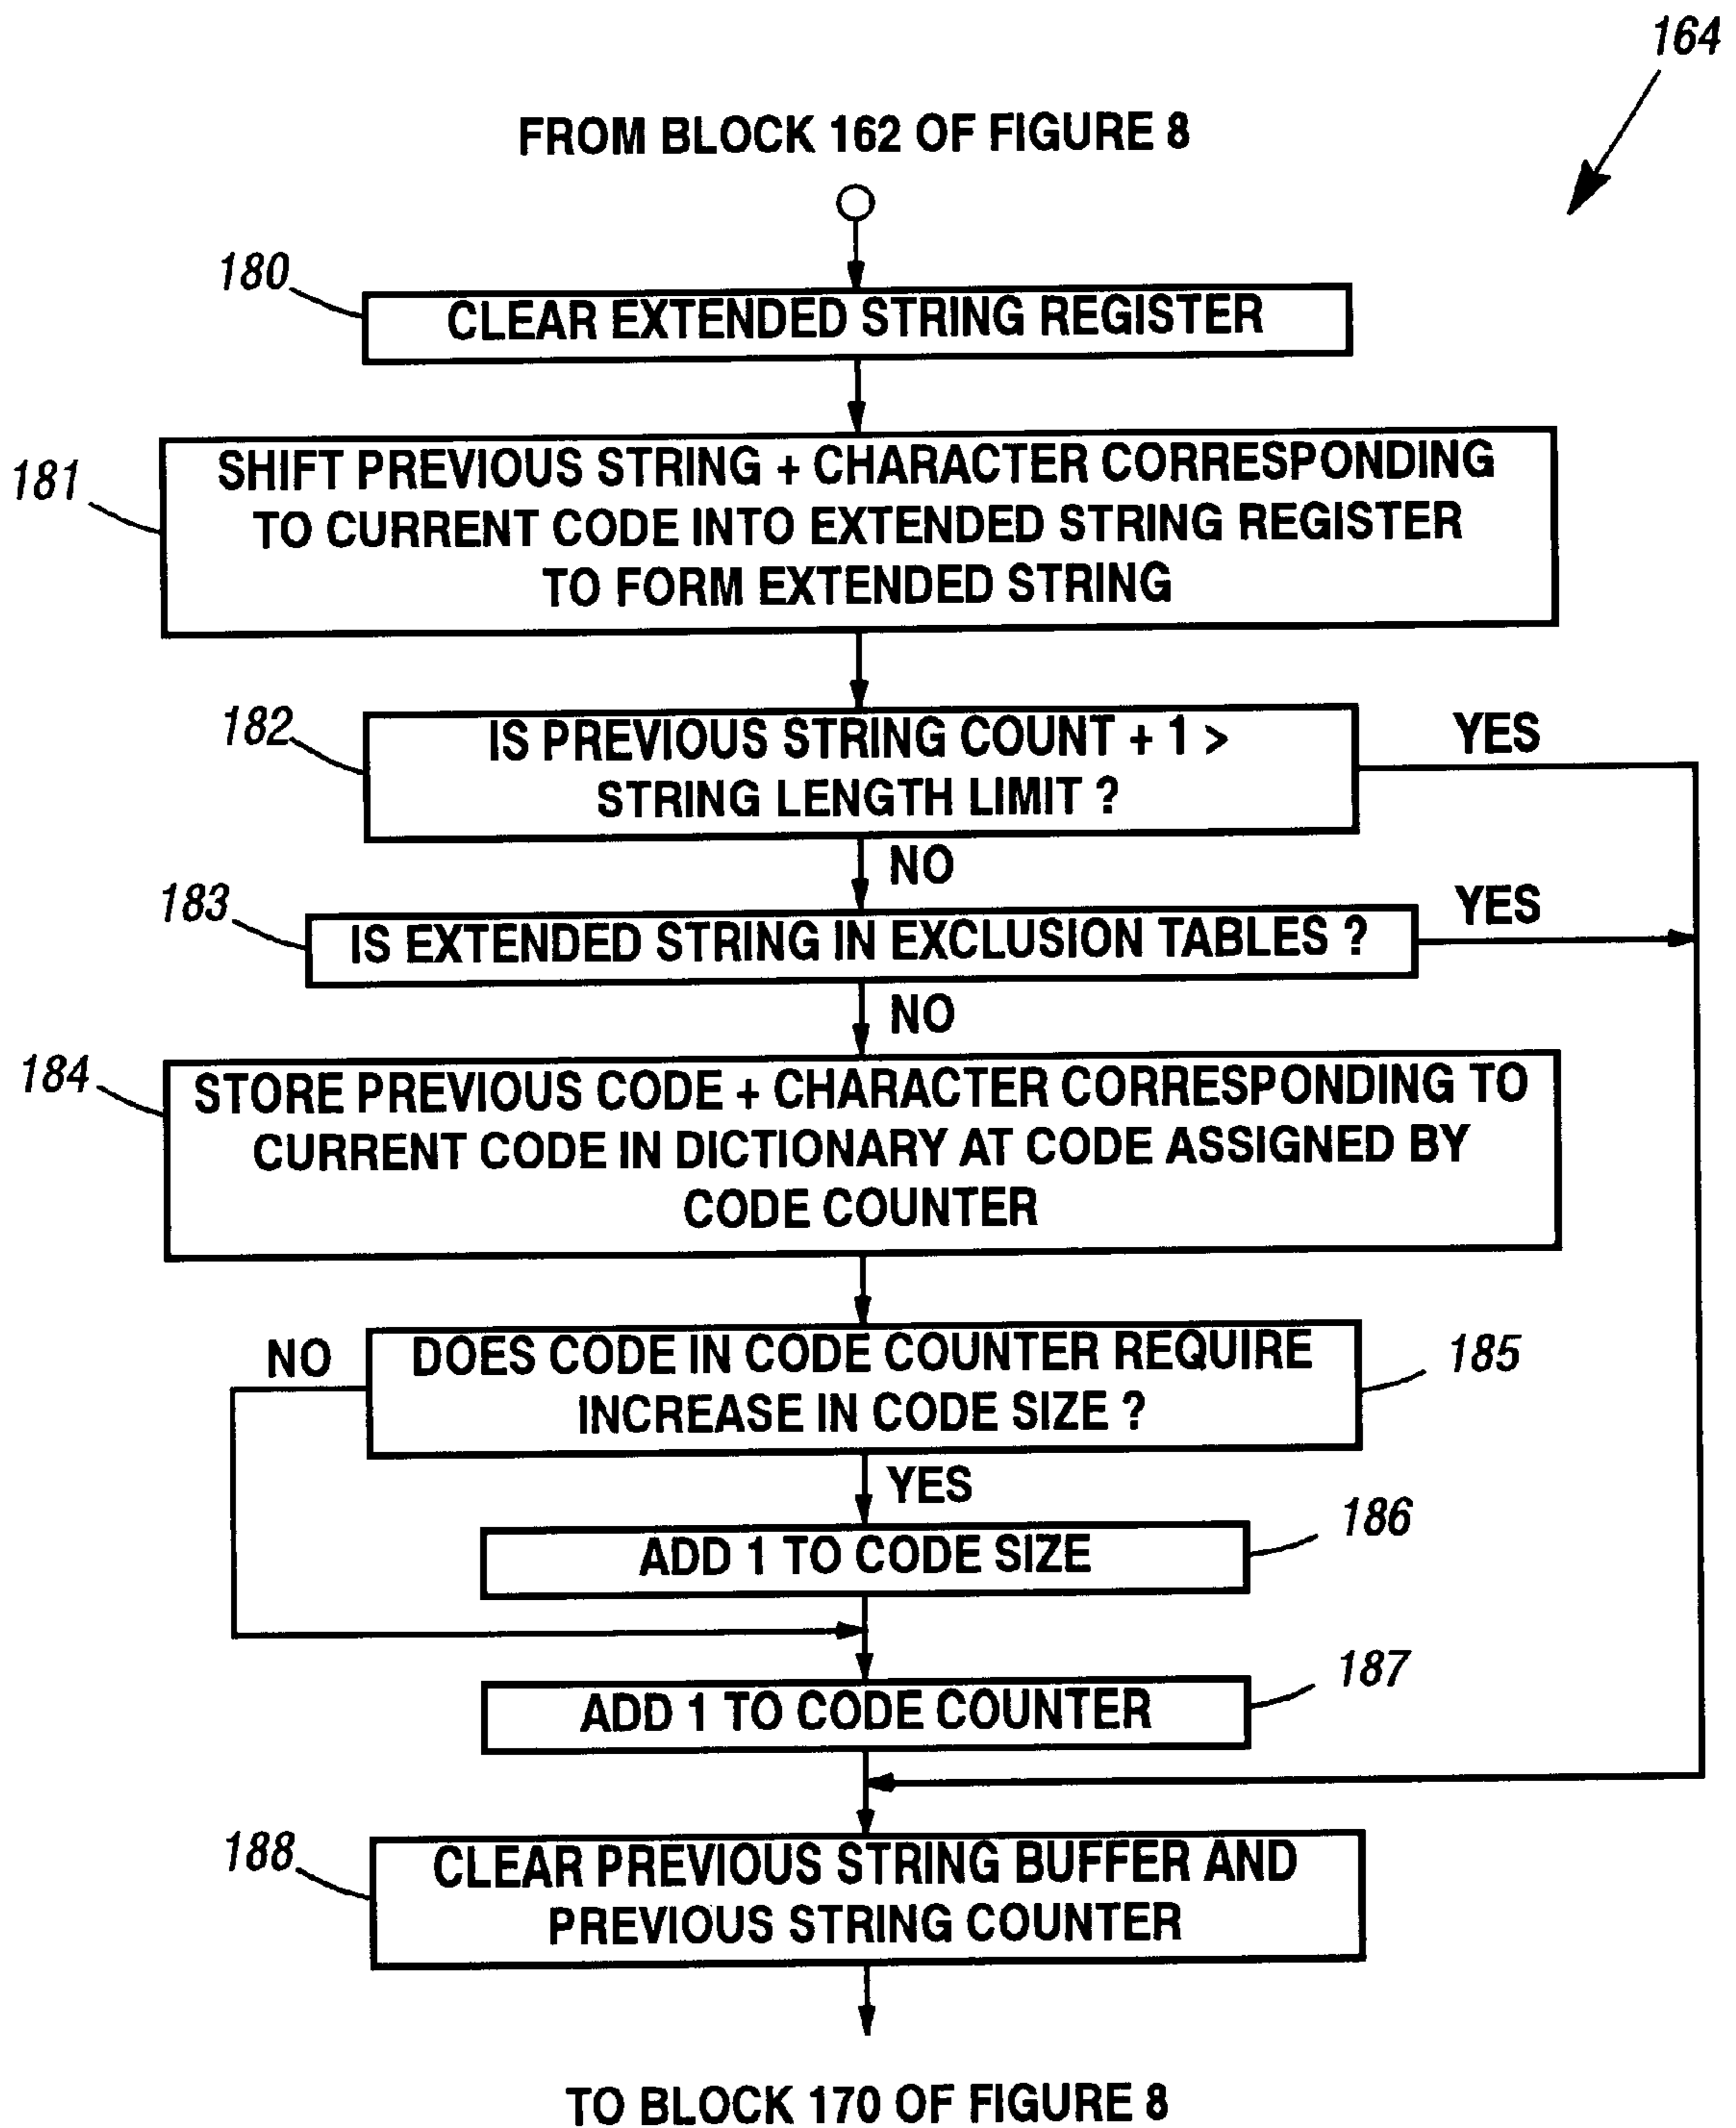 164
FROM BLOCK 162 OF FIGURE 8
180
CLEAR EXTENDED STRING REGISTER
181
SHIFT PREVIOUS STRING + CHARACTER CORRESPONDING
TO CURRENT CODE INTO EXTENDED STRING REGISTER
TO FORM EXTENDED STRING
182
IS PREVIOUS STRING COUNT + 1 >
STRING LENGTH LIMIT ?
YES
NO
183
IS EXTENDED STRING IN EXCLUSION TABLES ?
YES
NO
184
STORE PREVIOUS CODE + CHARACTER CORRESPONDING TO
CURRENT CODE IN DICTIONARY AT CODE ASSIGNED BY
CODE COUNTER
NO
DOES CODE IN CODE COUNTER REQUIRE
INCREASE IN CODE SIZE ?
185
YES
186
ADD 1 TO CODE SIZE
187
ADD 1 TO CODE COUNTER
188
CLEAR PREVIOUS STRING BUFFER AND
PREVIOUS STRING COUNTER
TO BLOCK 170 OF FIGURE 8